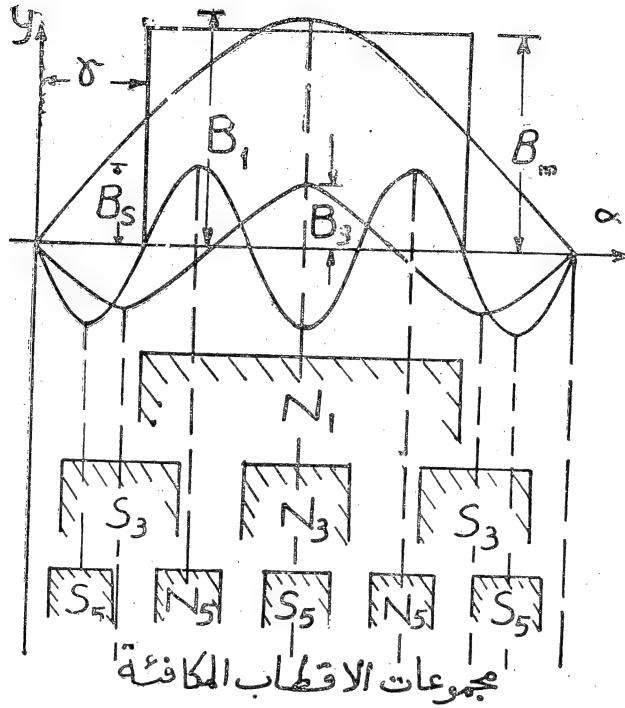 y
γ
B₁
Bₘ
Bₛ
B₃
α
N₁
S₃ N₃ S₃
S₅ N₅ S₅ N₅ S₅
مجموعات الاقطاب المكافئة